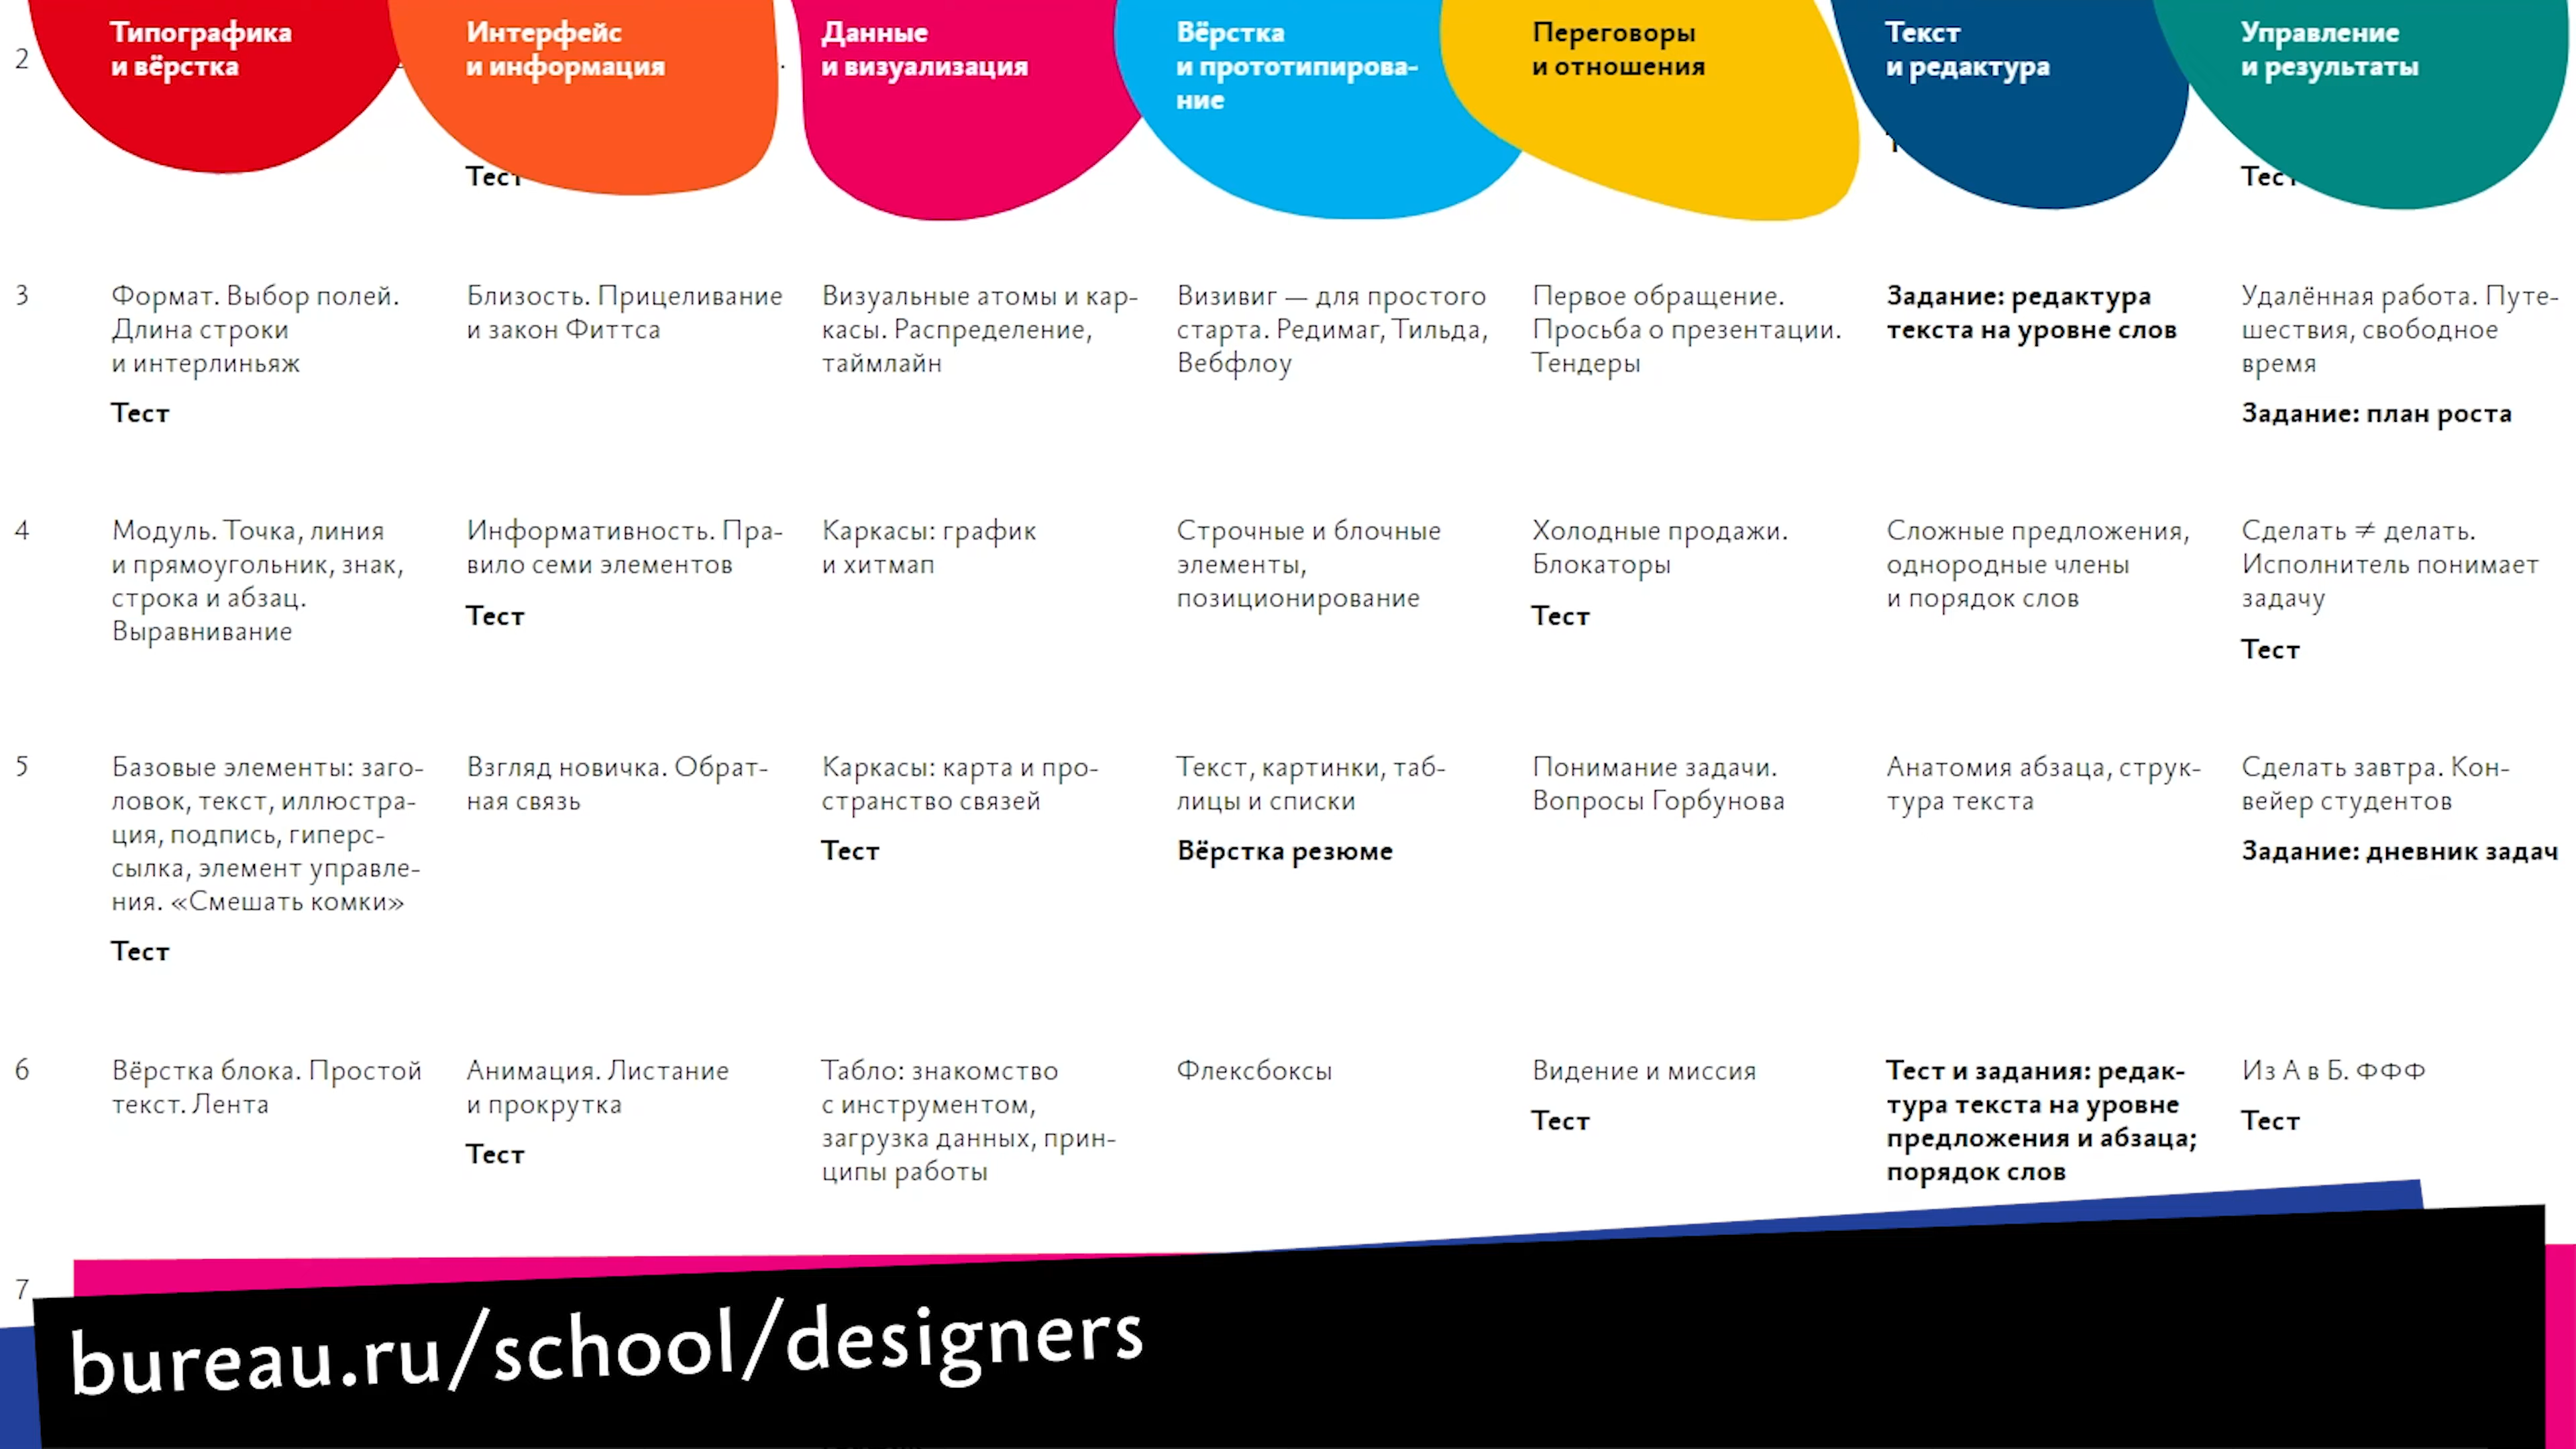 Типографика
и вёрстка
Интерфейс
и информация
Данные
и визуализация
Вёрстка
и прототипирова-
ние
Переговоры
и отношения
Текст
и редактура
Управление
и результаты
2
Тест
Тест
3
Формат. Выбор полей.
Длина строки
и интерлиньяж
Тест
Близость. Прицеливание
и закон Фиттса
Визуальные атомы и кар-
касы. Распределение,
таймлайн
Визивиг — для простого
старта. Редимаг, Тильда,
Вебфлоу
Первое обращение.
Просьба о презентации.
Тендеры
Задание: редактура
текста на уровне слов
Удалённая работа. Путе-
шествия, свободное
время
Задание: план роста
4
Модуль. Точка, линия
и прямоугольник, знак,
строка и абзац.
Выравнивание
Информативность. Пра-
вило семи элементов
Тест
Каркасы: график
и хитмап
Строчные и блочные
элементы,
позиционирование
Холодные продажи.
Блокаторы
Тест
Сложные предложения,
однородные члены
и порядок слов
Сделать ≠ делать.
Исполнитель понимает
задачу
Тест
5
Базовые элементы: заго-
ловок, текст, иллюстра-
ция, подпись, гиперс-
сылка, элемент управле-
ния. «Смешать комки»
Тест
Взгляд новичка. Обрат-
ная связь
Каркасы: карта и про-
странство связей
Тест
Текст, картинки, таб-
лицы и списки
Вёрстка резюме
Понимание задачи.
Вопросы Горбунова
Анатомия абзаца, струк-
тура текста
Сделать завтра. Кон-
вейер студентов
Задание: дневник задач
6
Вёрстка блока. Простой
текст. Лента
Анимация. Листание
и прокрутка
Тест
Табло: знакомство
с инструментом,
загрузка данных, прин-
ципы работы
Флексбоксы
Видение и миссия
Тест
Тест и задания: редак-
тура текста на уровне
предложения и абзаца;
порядок слов
Из А в Б. ФФФ
Тест
7
bureau.ru/school/designers